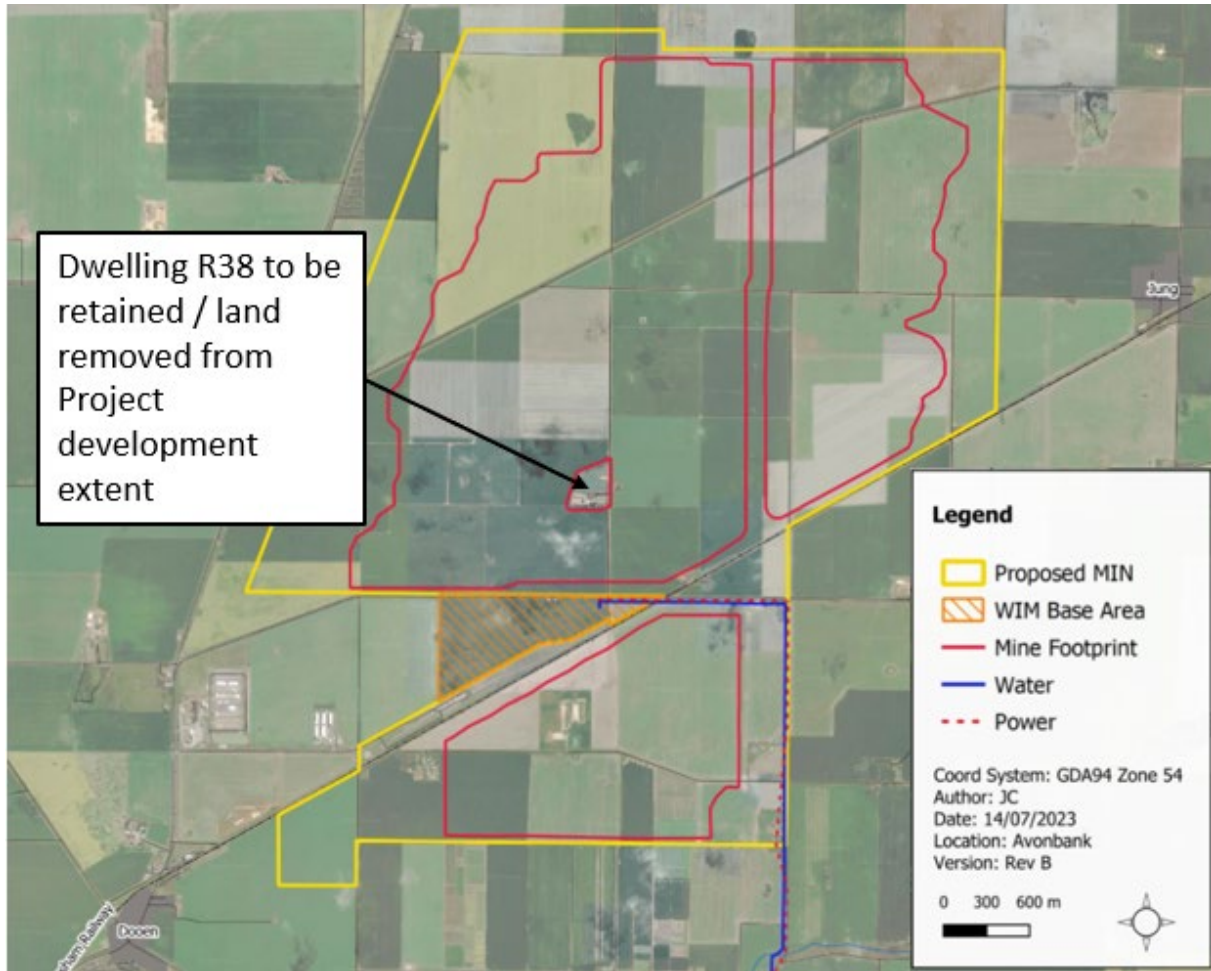 Dwelling R38 to be
retained / land
removed from
Project
development
extent
Jung
Legend
Proposed MIN
WIM Base Area
Mine Footprint
Water
Power
Coord System: GDA94 Zone 54
Author: JC
Date: 14/07/2023
Location: Avonbank
Version: Rev B
0 300 600 m
Dooen
sham Railway